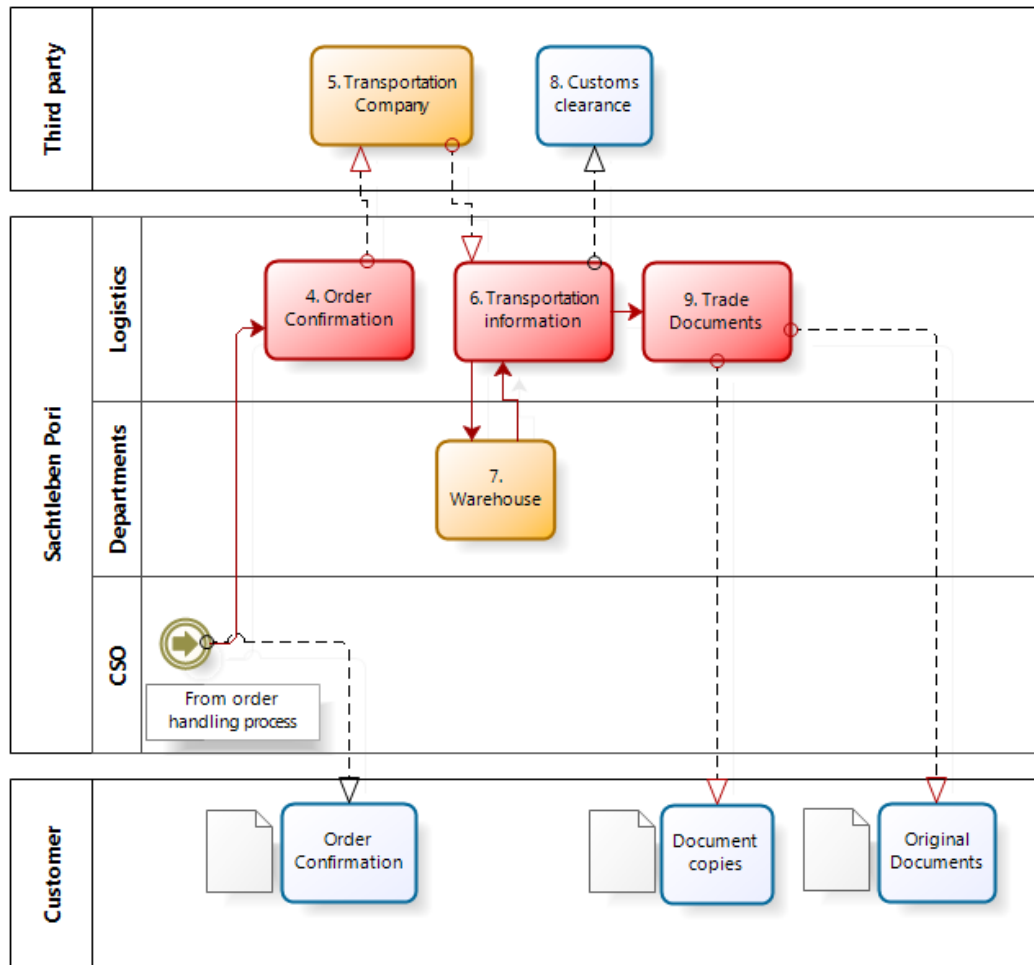 Third party
5. Transportation
Company
8. Customs
clearance
Sachtleben Pori
Logistics
4. Order
Confirmation
6. Transportation
information
9. Trade
Documents
Departments
7.
Warehouse
CSO
From order
handling process
Customer
Order
Confirmation
Document
copies
Original
Documents